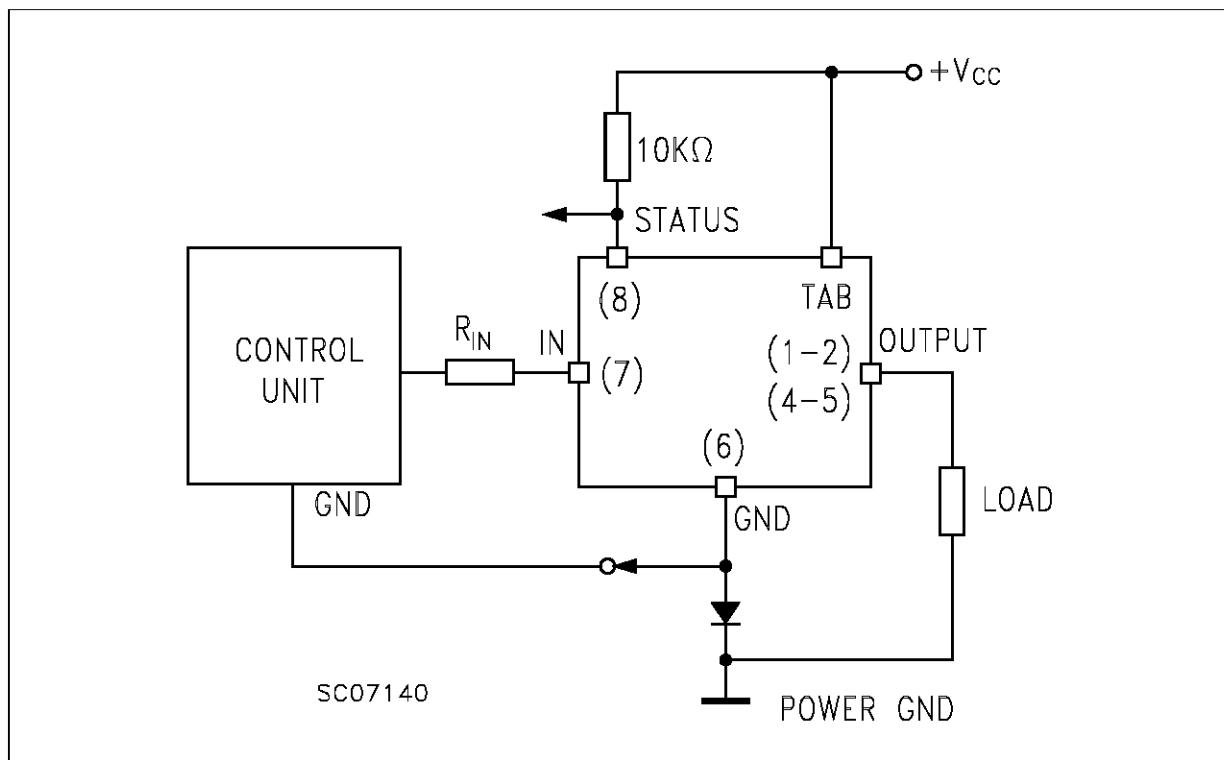 +VCC
10KΩ
STATUS
(8)
TAB
RIN
IN
(7)
OUTPUT
(1-2)
(4-5)
CONTROL
UNIT
(6)
GND
GND
LOAD
SC07140
POWER GND